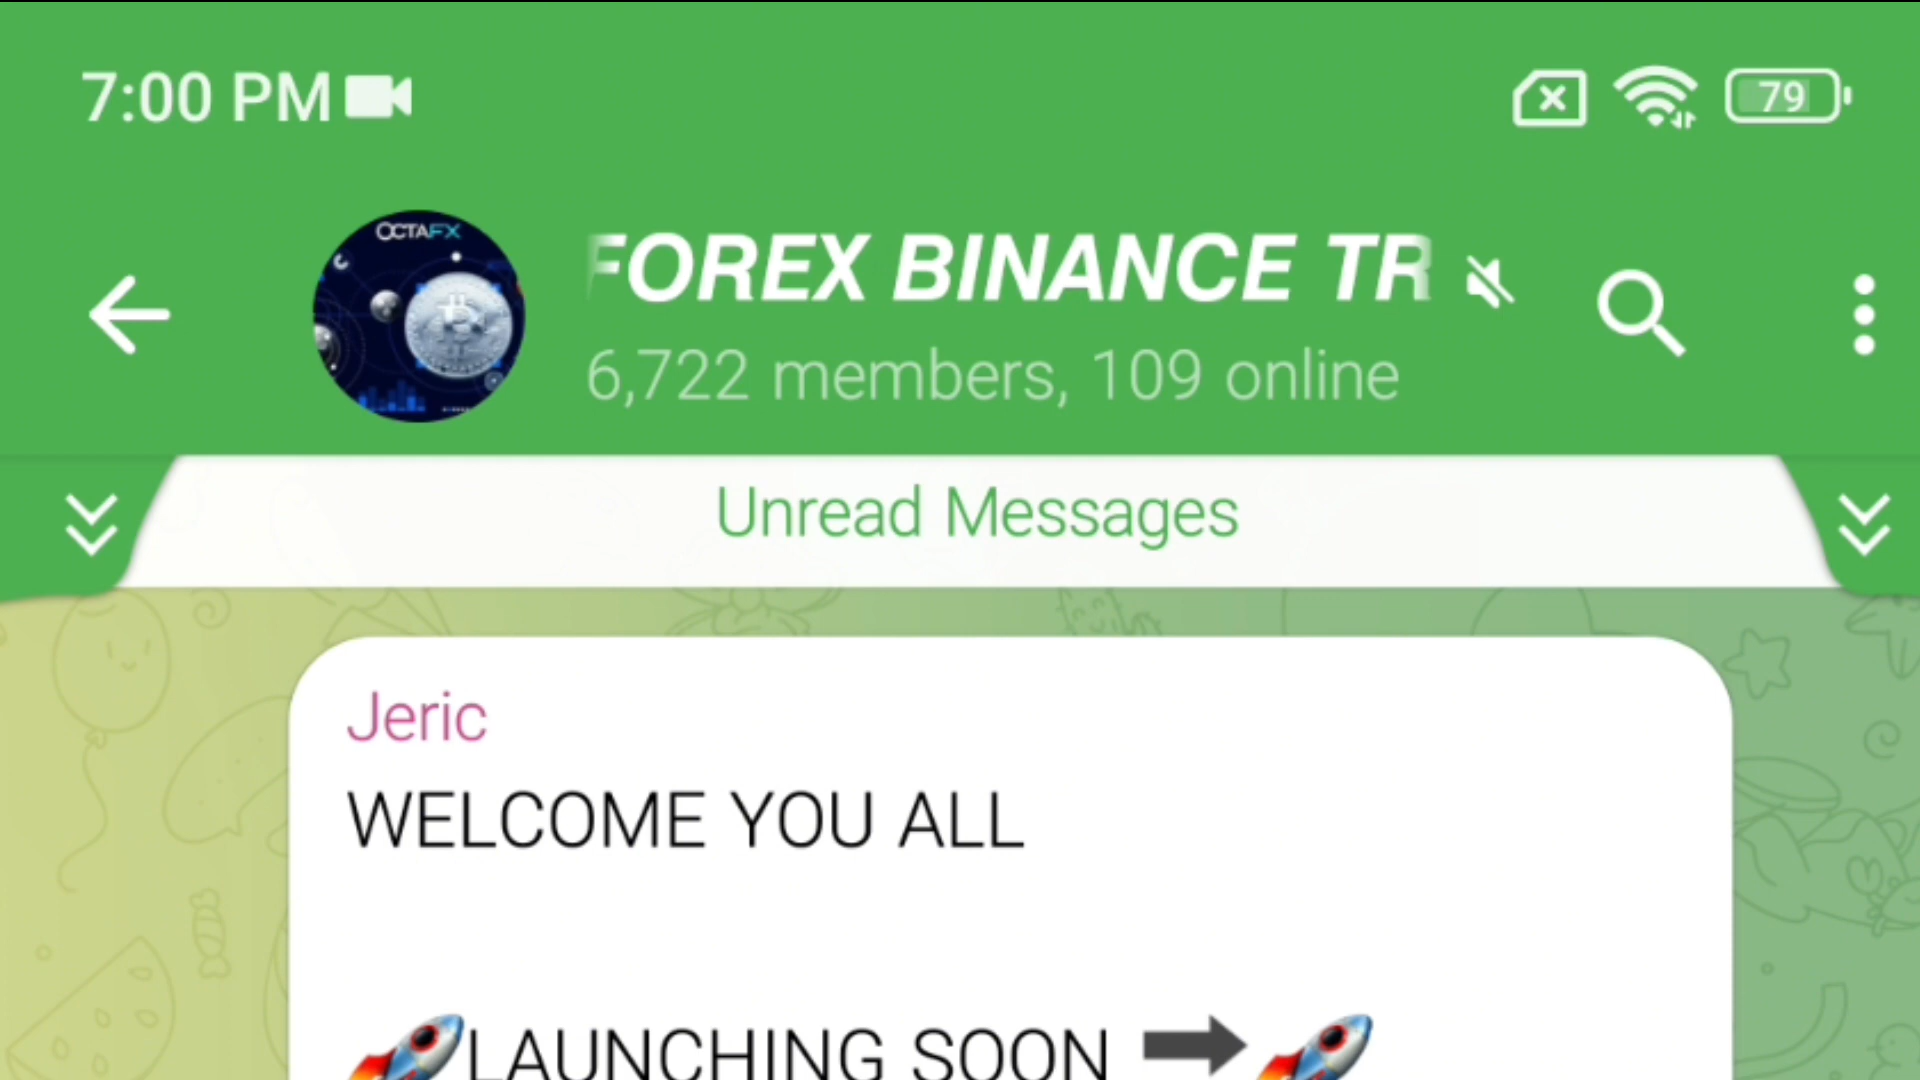 7:00 PM
79
OCTAFX
FOREX BINANCE TR
6,722 members, 109 online
Unread Messages
Jeric
WELCOME YOU ALL
🚀LAUNCHING SOON ➡🚀